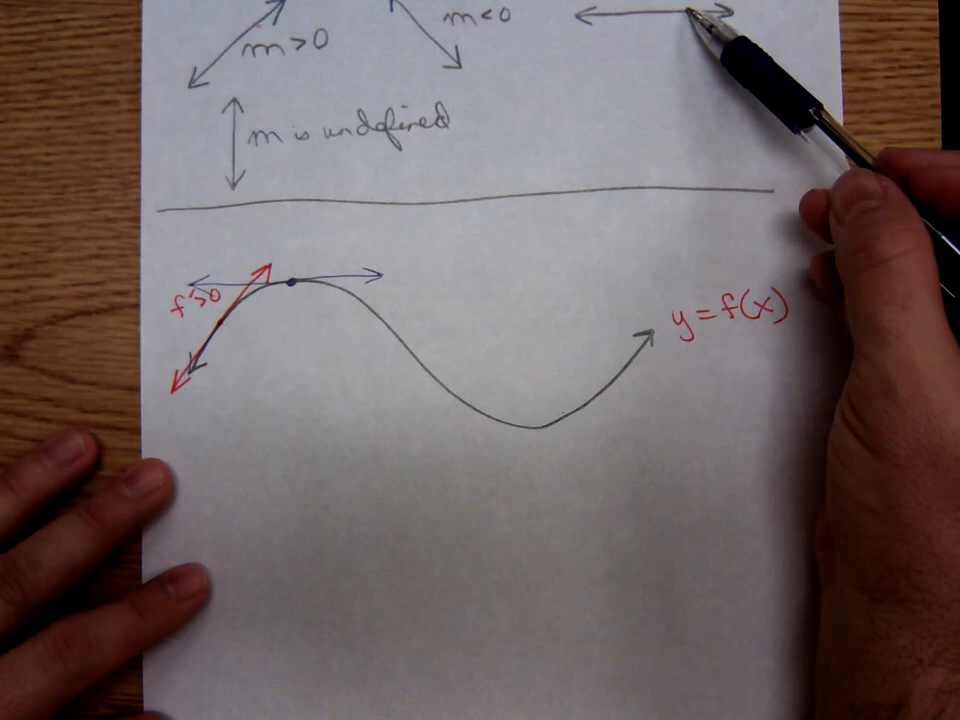 m > 0
m < 0
m is undefined
f' > 0
y = f(x)